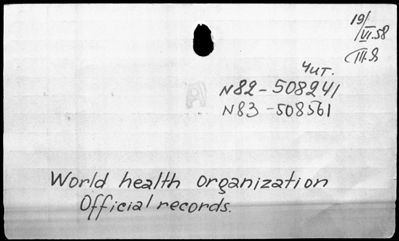 19/
VI.58
Чит.
N82-508241
N83-508561
World health Organization
Official records.